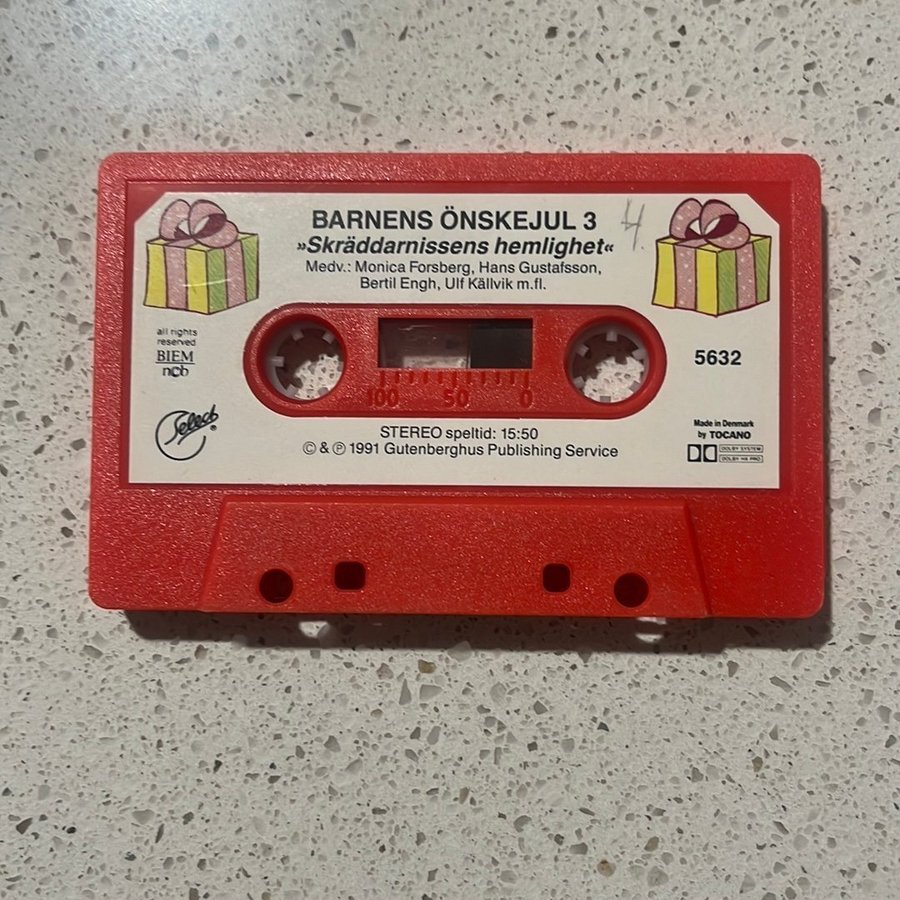 BARNENS ÖNSKEJUL 3
4.
»Skräddarnissens hemlighet«
Medv.: Monica Forsberg, Hans Gustafsson,
Bertil Engh, Ulf Källvik m.fl.
all rights
reserved
BIEM
ncb
5632
100 50 0
Select®
Made in Denmark
by TOCANO
DOLBY SYSTEM
DOLBY HX PRO
STEREO speltid: 15:50
© & ℗ 1991 Gutenberghus Publishing Service